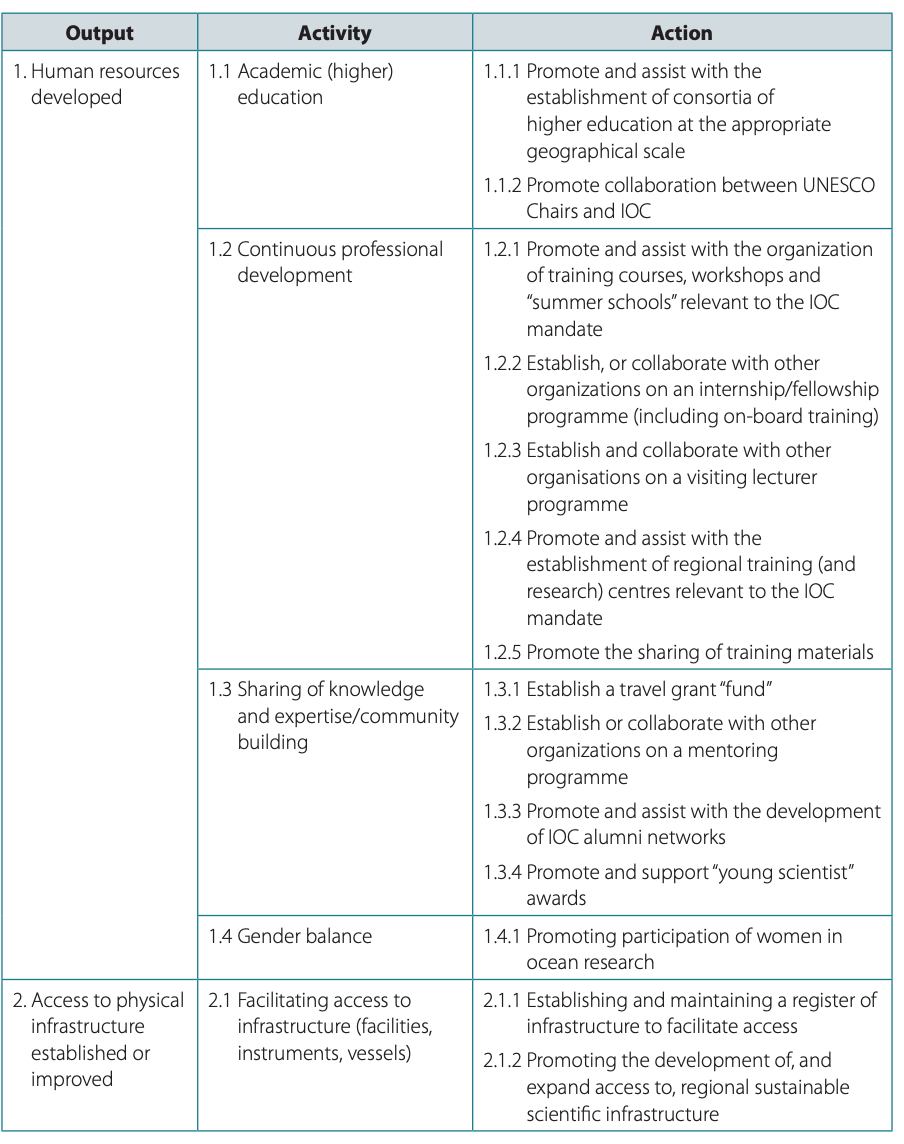 Output
Activity
Action
1. Human resources
developed
1.1 Academic (higher)
education
1.1.1 Promote and assist with the
establishment of consortia of
higher education at the appropriate
geographical scale
1.1.2 Promote collaboration between UNESCO
Chairs and IOC
1.2 Continuous professional
development
1.2.1 Promote and assist with the organization
of training courses, workshops and
“summer schools” relevant to the IOC
mandate
1.2.2 Establish, or collaborate with other
organizations on an internship/fellowship
programme (including on-board training)
1.2.3 Establish and collaborate with other
organisations on a visiting lecturer
programme
1.2.4 Promote and assist with the
establishment of regional training (and
research) centres relevant to the IOC
mandate
1.2.5 Promote the sharing of training materials
1.3 Sharing of knowledge
and expertise/community
building
1.3.1 Establish a travel grant “fund”
1.3.2 Establish or collaborate with other
organizations on a mentoring
programme
1.3.3 Promote and assist with the development
of IOC alumni networks
1.3.4 Promote and support “young scientist”
awards
1.4 Gender balance
1.4.1 Promoting participation of women in
ocean research
2. Access to physical
infrastructure
established or
improved
2.1 Facilitating access to
infrastructure (facilities,
instruments, vessels)
2.1.1 Establishing and maintaining a register of
infrastructure to facilitate access
2.1.2 Promoting the development of, and
expand access to, regional sustainable
scientific infrastructure